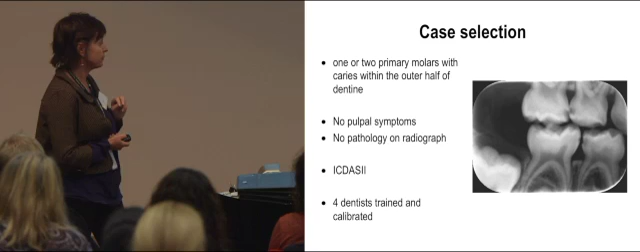 Case selection
one or two primary molars with
caries within the outer half of
dentine
No pulpal symptoms
No pathology on radiograph
ICDASII
4 dentists trained and
calibrated